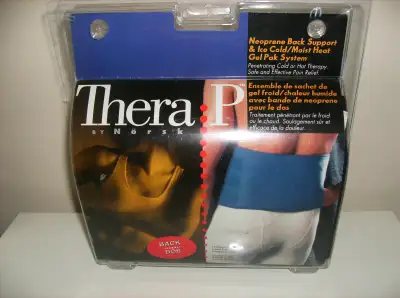 Neoprene Back Support
& Ice Cold/Moist Heat
Gel Pak System
Penetrating Cold or Hot Therapy.
Safe and Effective Pain Relief.
Thera P
BY Nörsk
Ensemble de sachet de
gel froid/chaleur humide
avec bande de neoprene
pour le dos
Traitement pénétrant par le froid
ou le chaud. Soulagement sûr et
efficace de la douleur.
BACK
DOS